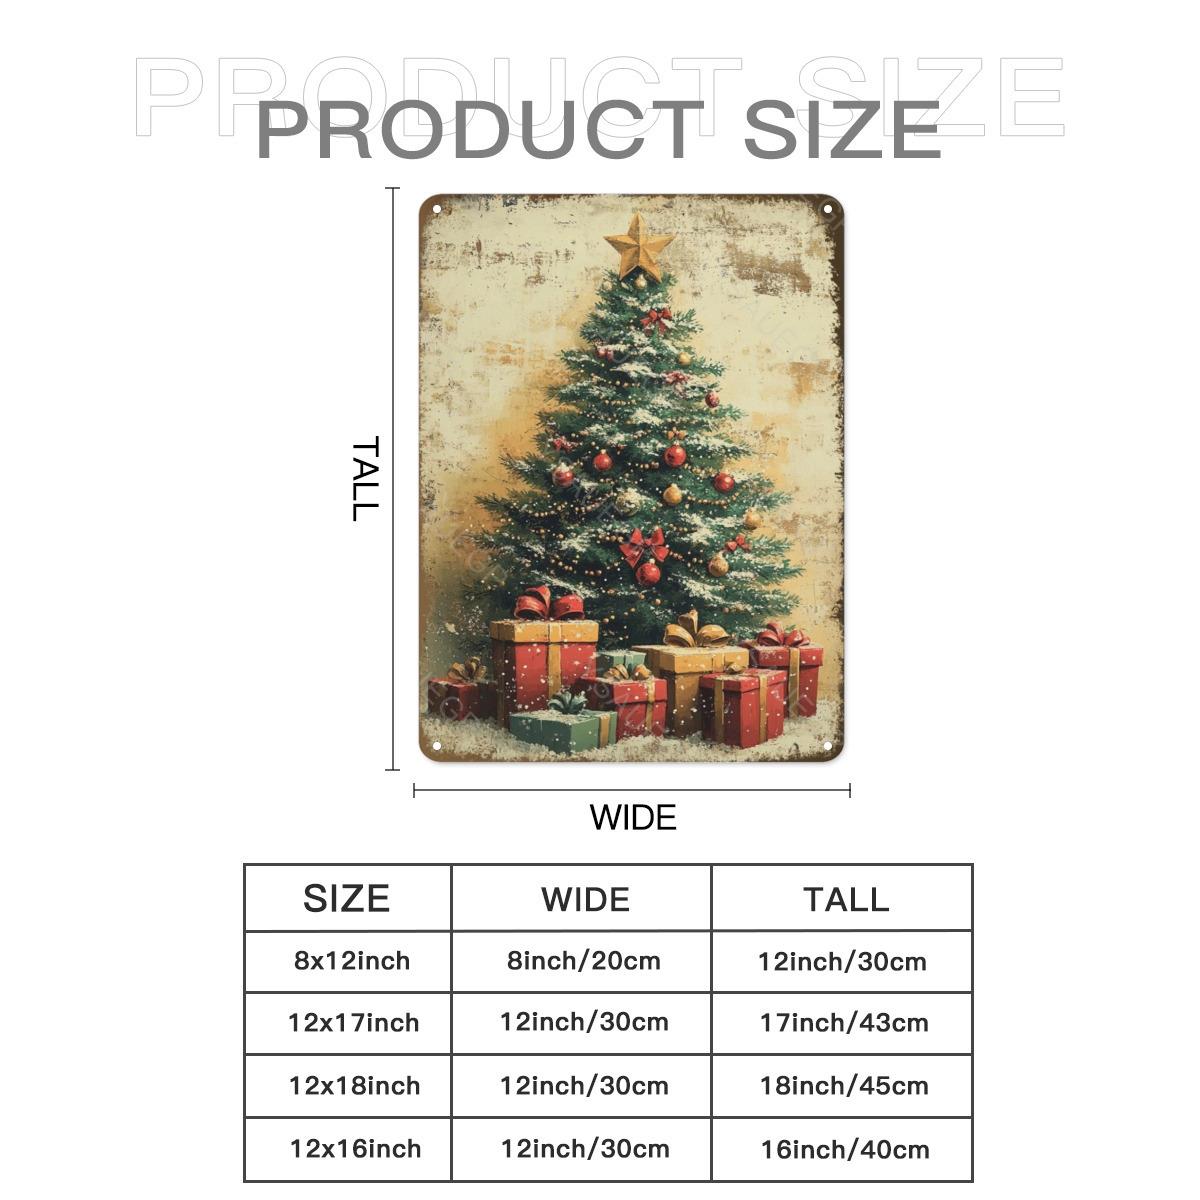 PRODUCT SIZE
PRODUCT SIZE
TALL
WIDE
SIZE WIDE TALL
8x12inch 8inch/20cm 12inch/30cm
12x17inch 12inch/30cm 17inch/43cm
12x18inch 12inch/30cm 18inch/45cm
12x16inch 12inch/30cm 16inch/40cm